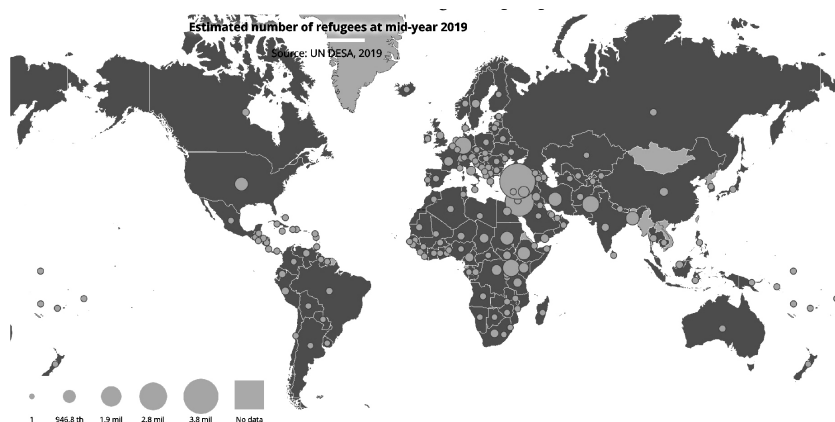 Estimated number of refugees at mid-year 2019
Source: UN DESA, 2019
1 946.8 th 1.9 mil 2.8 mil 3.8 mil No data